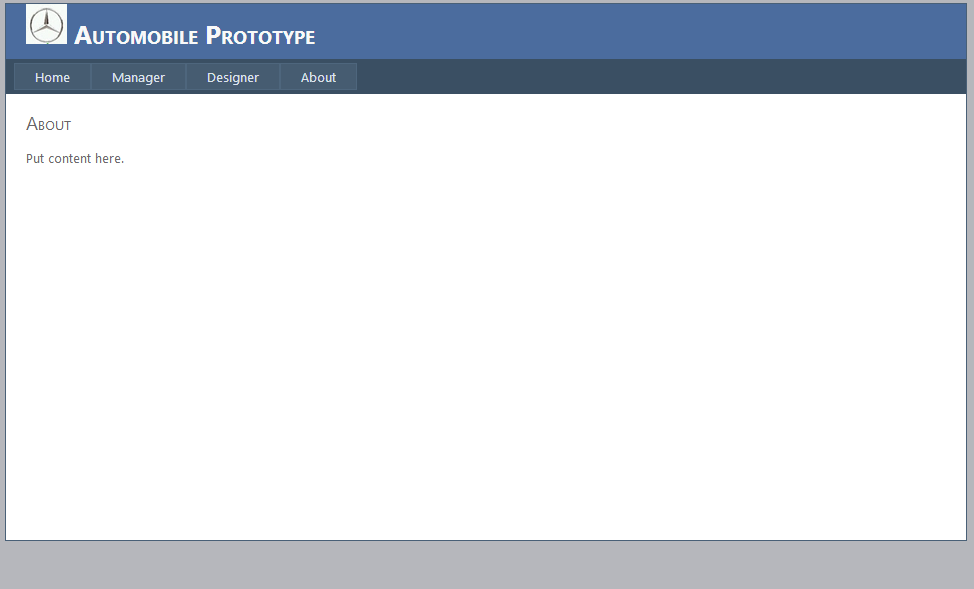 Automobile Prototype
Home Manager Designer About
About
Put content here.